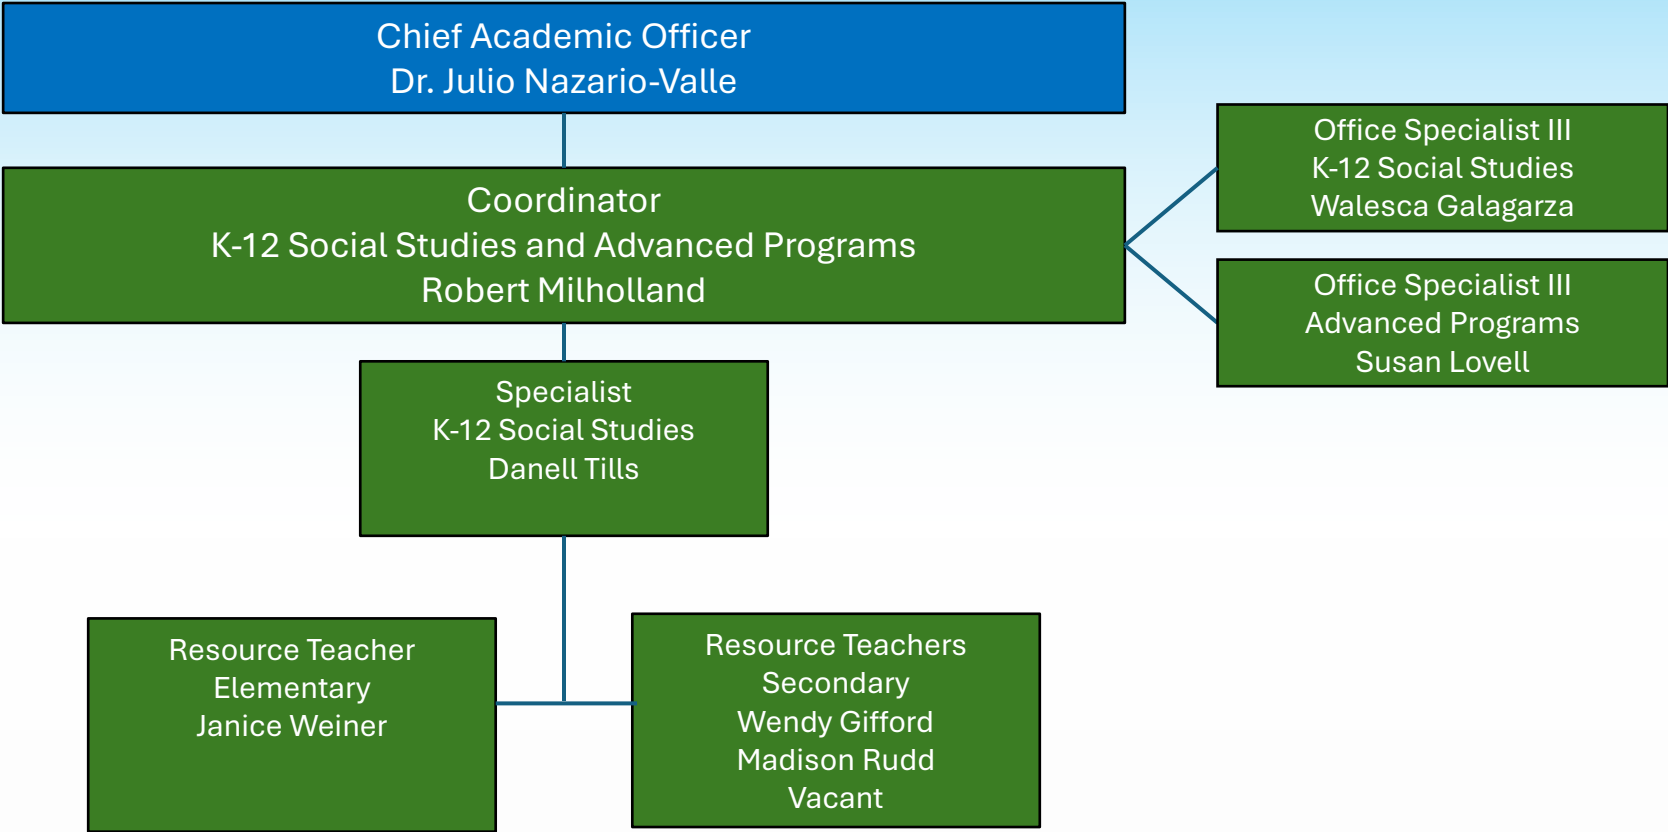 Chief Academic Officer
Dr. Julio Nazario-Valle
Coordinator
K-12 Social Studies and Advanced Programs
Robert Milholland
Office Specialist III
K-12 Social Studies
Walesca Galagarza
Office Specialist III
Advanced Programs
Susan Lovell
Specialist
K-12 Social Studies
Danell Tills
Resource Teacher
Elementary
Janice Weiner
Resource Teachers
Secondary
Wendy Gifford
Madison Rudd
Vacant